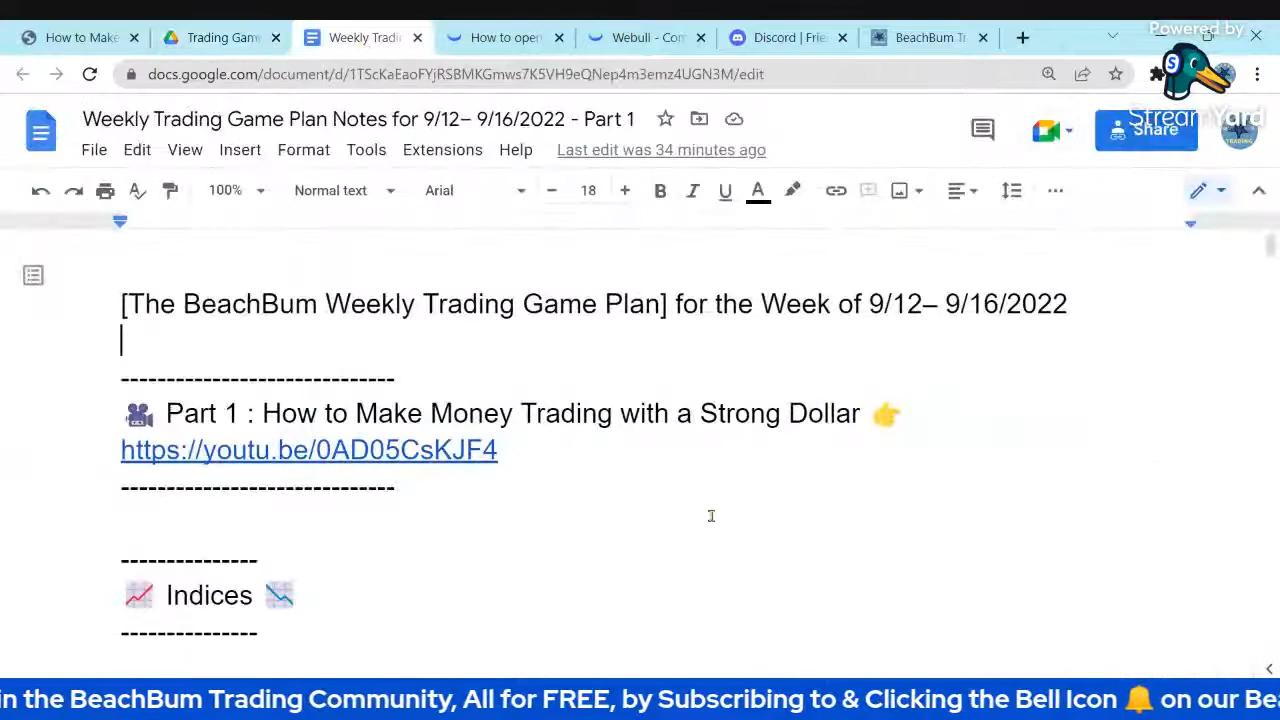 How to Make
Trading Gam
Weekly Tradi
How to open
Webull - Com
Discord | Frie
BeachBum Tr
Powered by
docs.google.com/document/d/1TScKaEaoFYjRSBMKGmVs7K5VH9eQNep4m3emz4UGN3M/edit
Weekly Trading Game Plan Notes for 9/12– 9/16/2022 - Part 1
StreamYard
Share
File Edit View Insert Format Tools Extensions Help Last edit was 34 minutes ago
100% Normal text Arial 18 B I U A
[The BeachBum Weekly Trading Game Plan] for the Week of 9/12– 9/16/2022
------------------------------
🎥 Part 1 : How to Make Money Trading with a Strong Dollar 👉
https://youtu.be/0AD05CsKJF4
------------------------------
---------------
📈 Indices 📉
---------------
in the BeachBum Trading Community, All for FREE, by Subscribing to & Clicking the Bell Icon 🔔 on our Bea